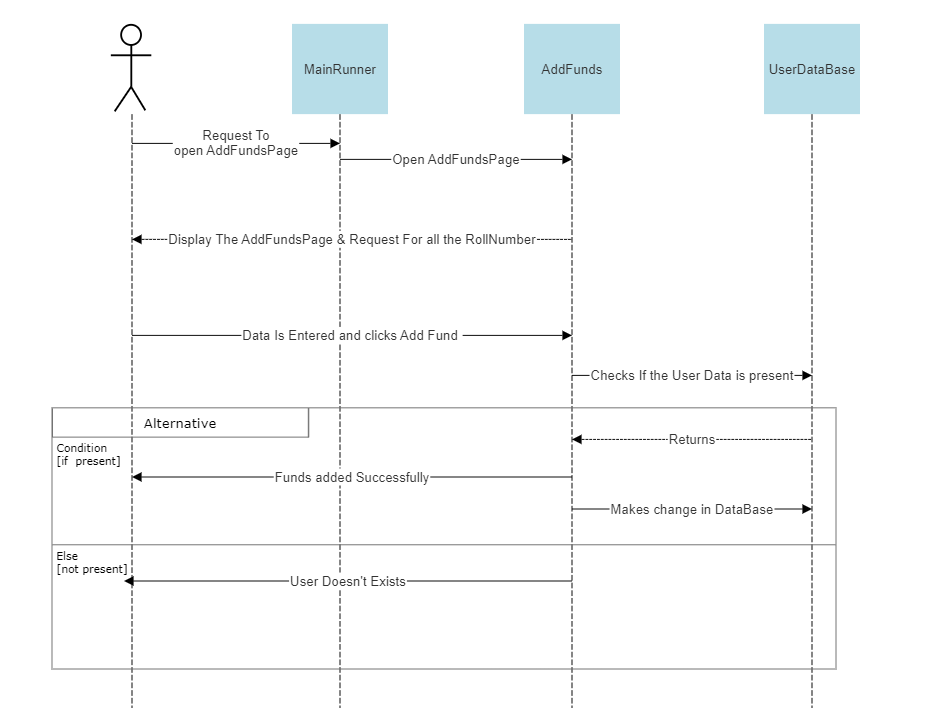 MainRunner
AddFunds
UserDataBase
Request To
open AddFundsPage
Open AddFundsPage
Display The AddFundsPage & Request For all the RollNumber
Data Is Entered and clicks Add Fund
Checks If the User Data is present
Alternative
Condition
[if present]
Returns
Funds added Successfully
Makes change in DataBase
Else
[not present]
User Doesn't Exists